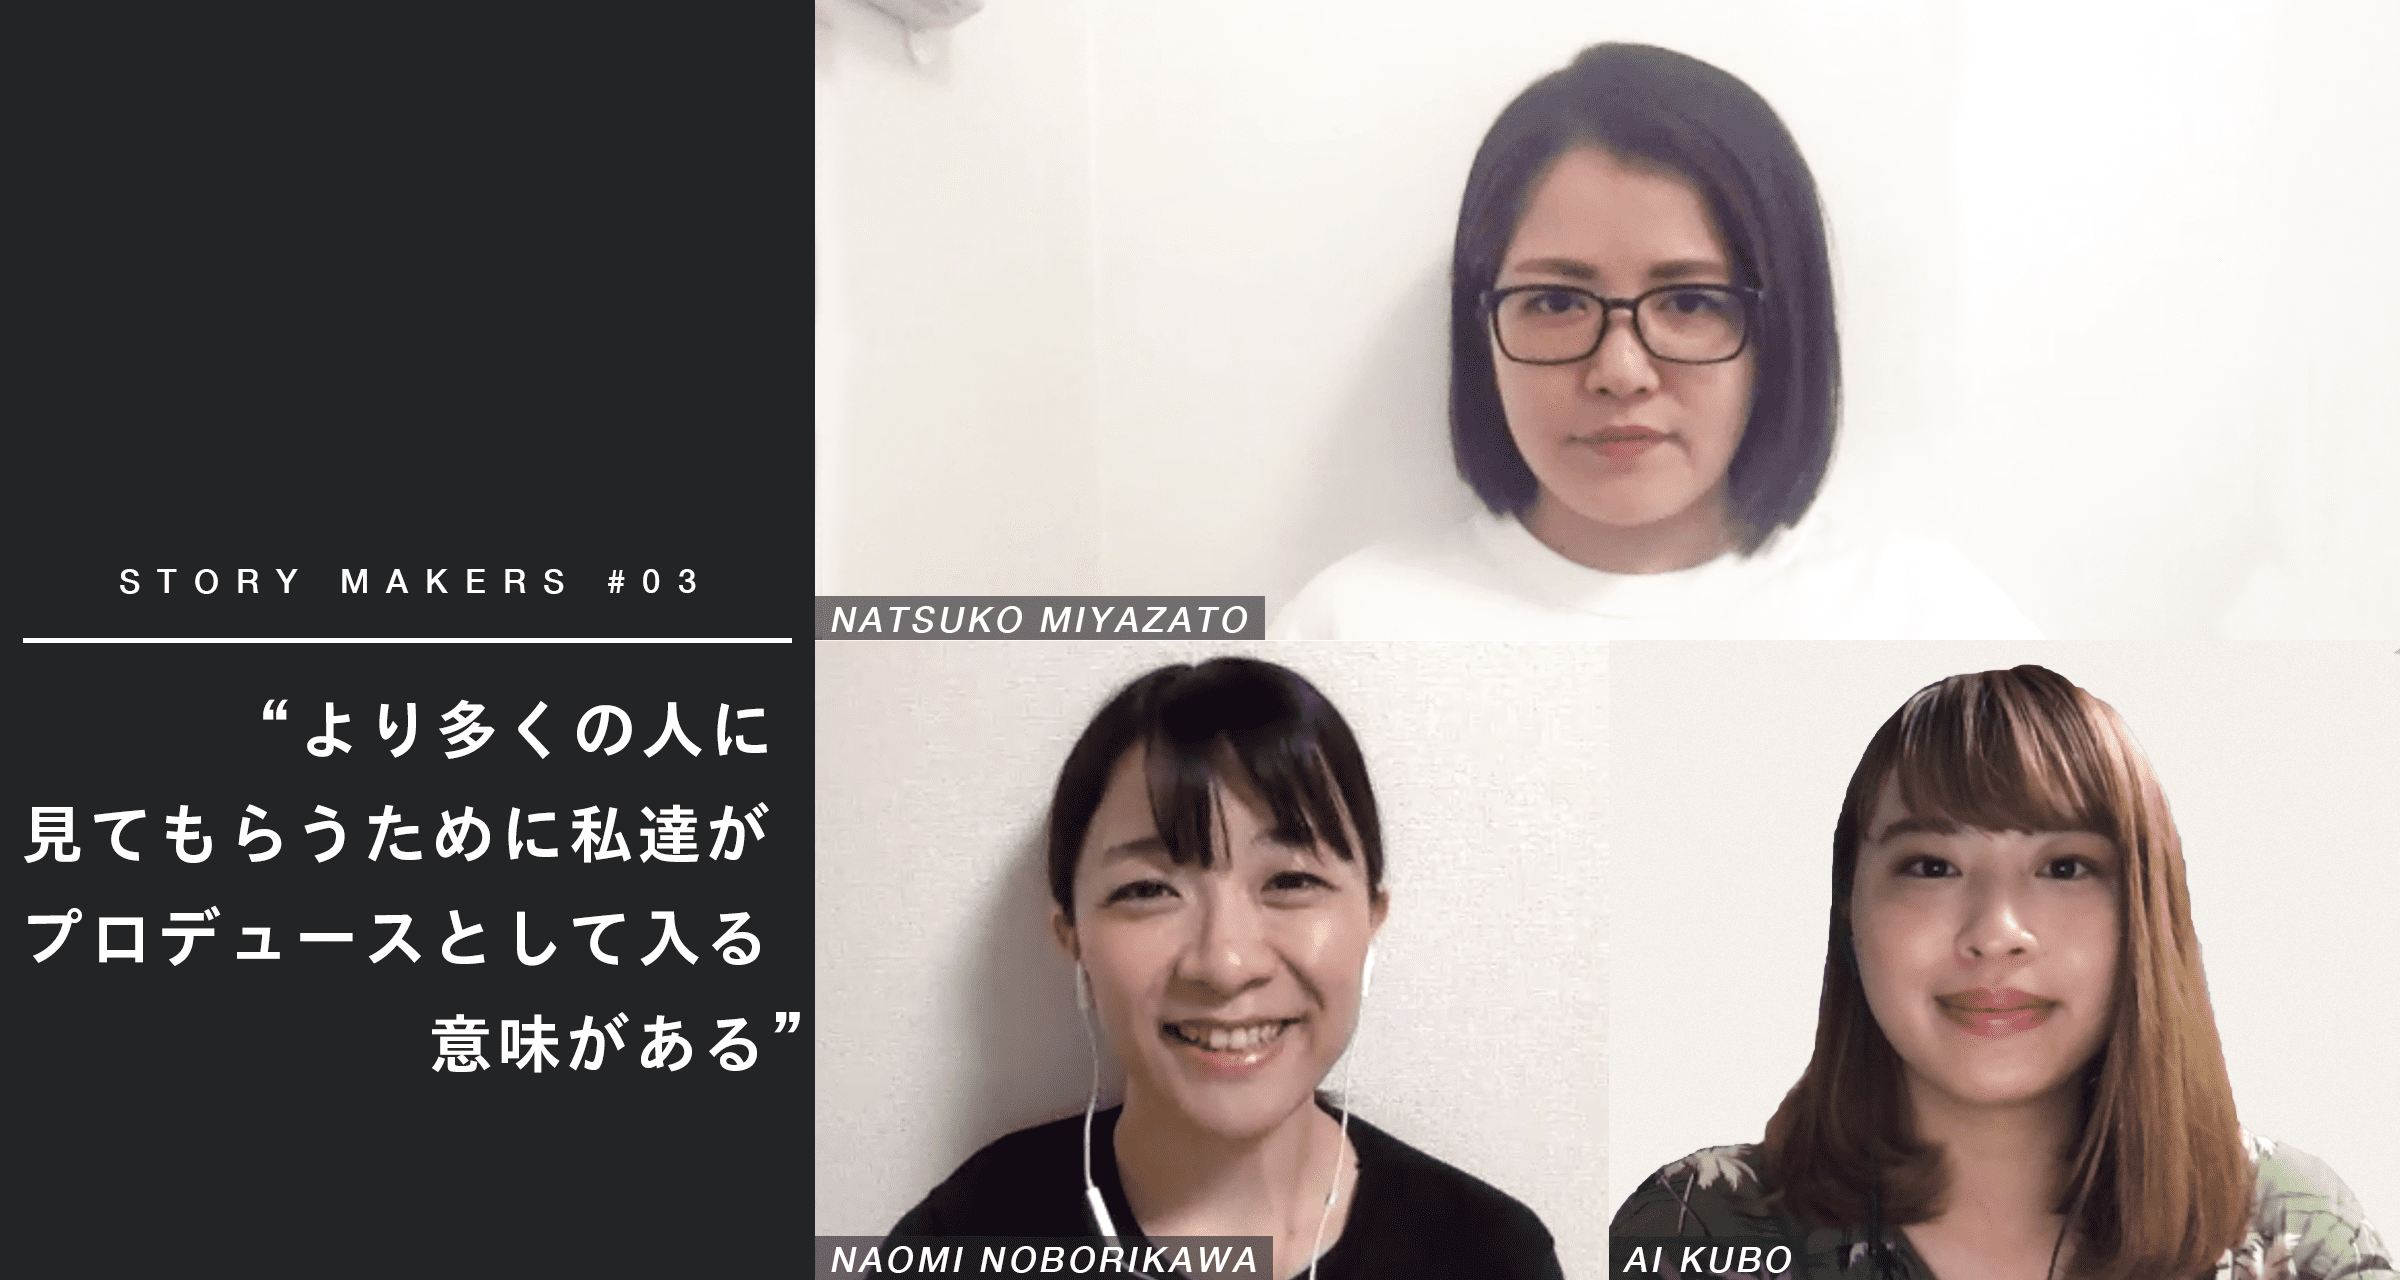 STORY MAKERS #03
“より多くの人に
見てもらうために私達が
プロデュースとして入る
意味がある”
NATSUKO MIYAZATO
NAOMI NOBORIKAWA
AI KUBO